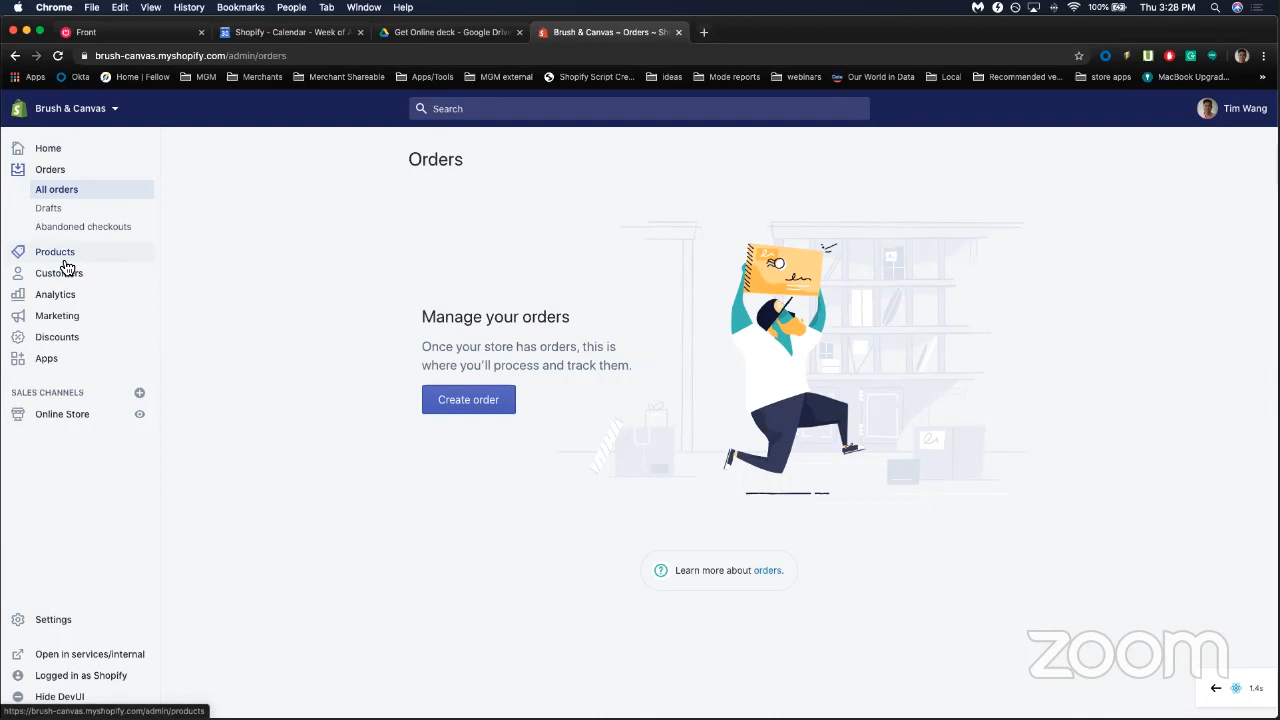 Chrome File Edit View History Bookmarks People Tab Window Help 100% Thu 3:28 PM
Front Shopify - Calendar - Week of A Get Online deck - Google Driv Brush & Canvas ~ Orders ~ Sh
brush-canvas.myshopify.com/admin/orders
Apps Okta Home | Fellow MGM Merchants Merchant Shareable Apps/Tools MGM external Shopify Script Cre... Ideas Mode reports webinars Our World in Data Local Recommended ve... store apps MacBook Upgrad...
Brush & Canvas Search Tim Wang
Home
Orders
All orders
Drafts
Abandoned checkouts
Products
Customers
Analytics
Marketing
Discounts
Apps
SALES CHANNELS
Online Store
Settings
Open in services/internal
Logged in as Shopify
Hide DevUI
https://brush-canvas.myshopify.com/admin/products
Orders
Manage your orders
Once your store has orders, this is
where you'll process and track them.
Create order
Learn more about orders.
zoom
1.4s